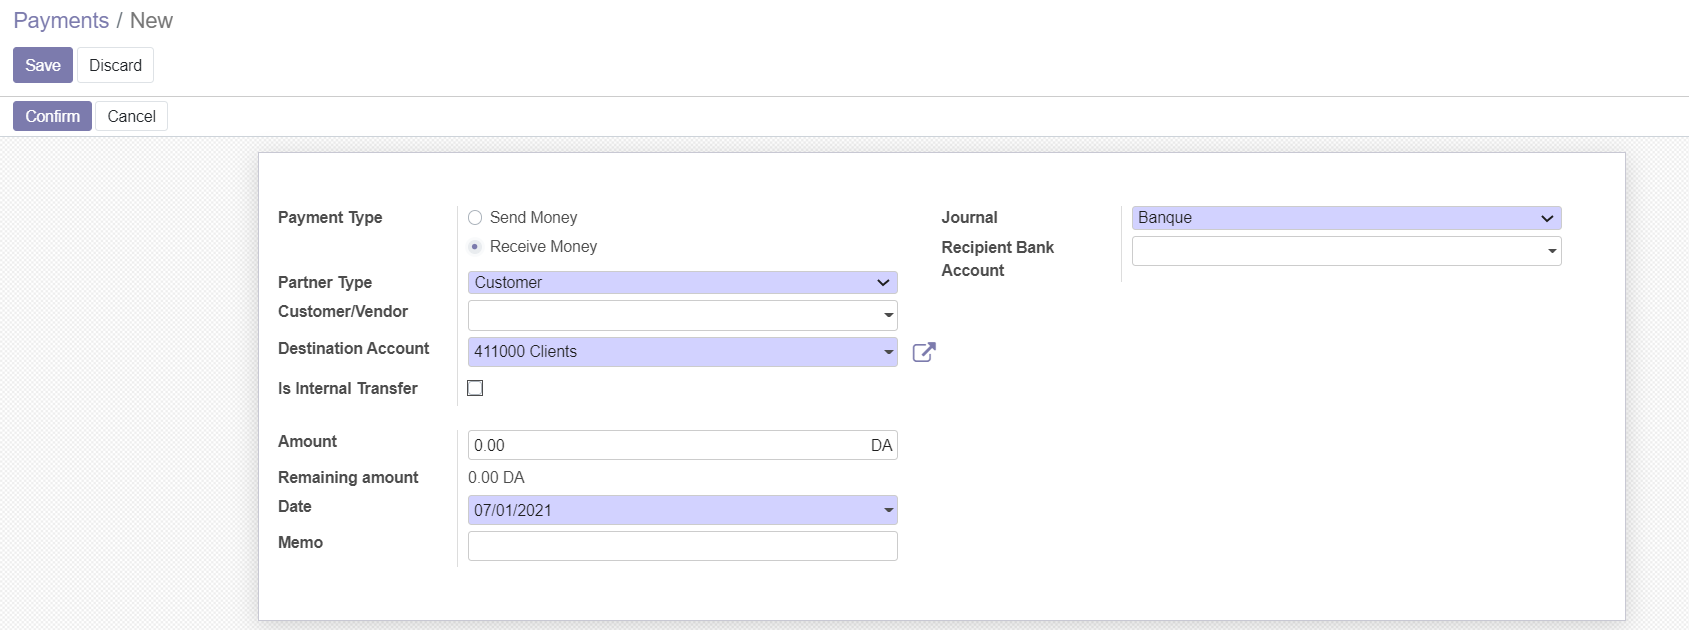 Payments / New
Save Discard
Confirm Cancel
Payment Type
Send Money
Receive Money
Partner Type Customer
Customer/Vendor
Destination Account 411000 Clients
Is Internal Transfer
Amount 0.00 DA
Remaining amount 0.00 DA
Date 07/01/2021
Memo
Journal Banque
Recipient Bank
Account